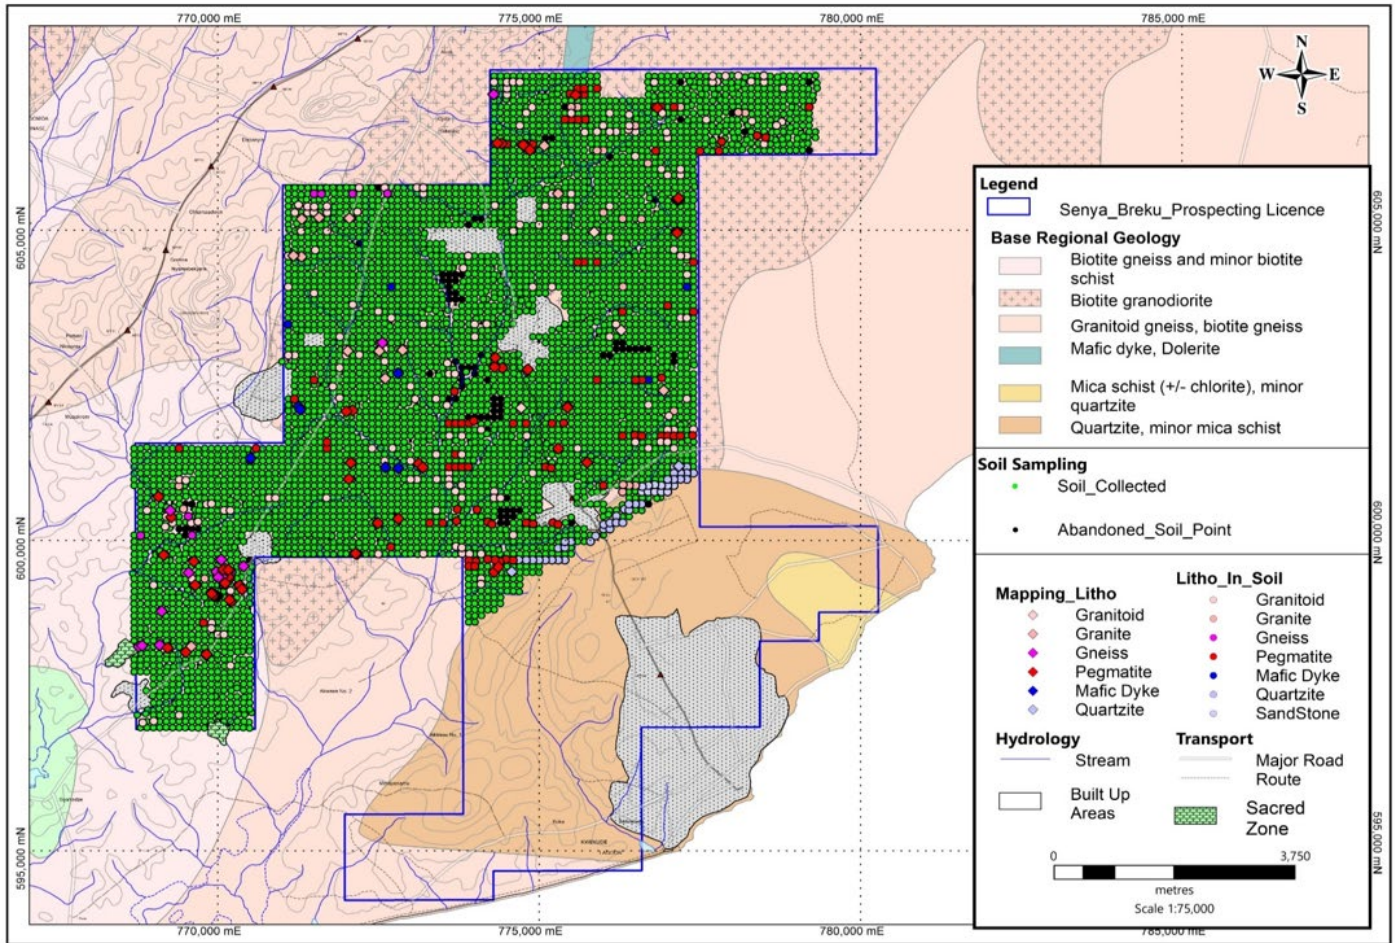 770,000 mE
775,000 mE
780,000 mE
785,000 mE
N
W E
S
605,000 mN
605,000 mN
600,000 mN
600,000 mN
595,000 mN
595,000 mN
Legend
Senya_Breku_Prospecting Licence
Base Regional Geology
Biotite gneiss and minor biotite
schist
Biotite granodiorite
Granitoid gneiss, biotite gneiss
Mafic dyke, Dolerite
Mica schist (+/- chlorite), minor
quartzite
Quartzite, minor mica schist
Soil Sampling
Soil_Collected
Abandoned_Soil_Point
Mapping_Litho
Granitoid
Granite
Gneiss
Pegmatite
Mafic Dyke
Quartzite
Litho_In_Soil
Granitoid
Granite
Gneiss
Pegmatite
Mafic Dyke
Quartzite
SandStone
Hydrology
Stream
Built Up
Areas
Transport
Major Road
Route
Sacred
Zone
0 3,750
metres
Scale 1:75,000
770,000 mE
775,000 mE
780,000 mE
785,000 mE